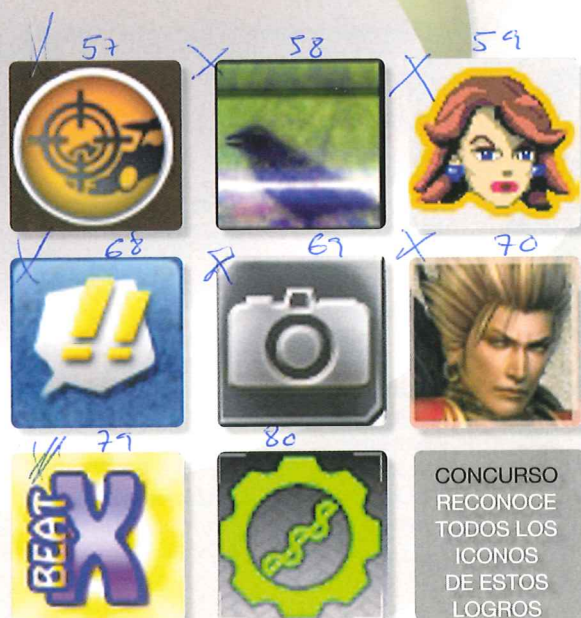 57 58 59
68 69 70
!!
79 80
BEAT X
CONCURSO
RECONOCE
TODOS LOS
ICONOS
DE ESTOS
LOGROS